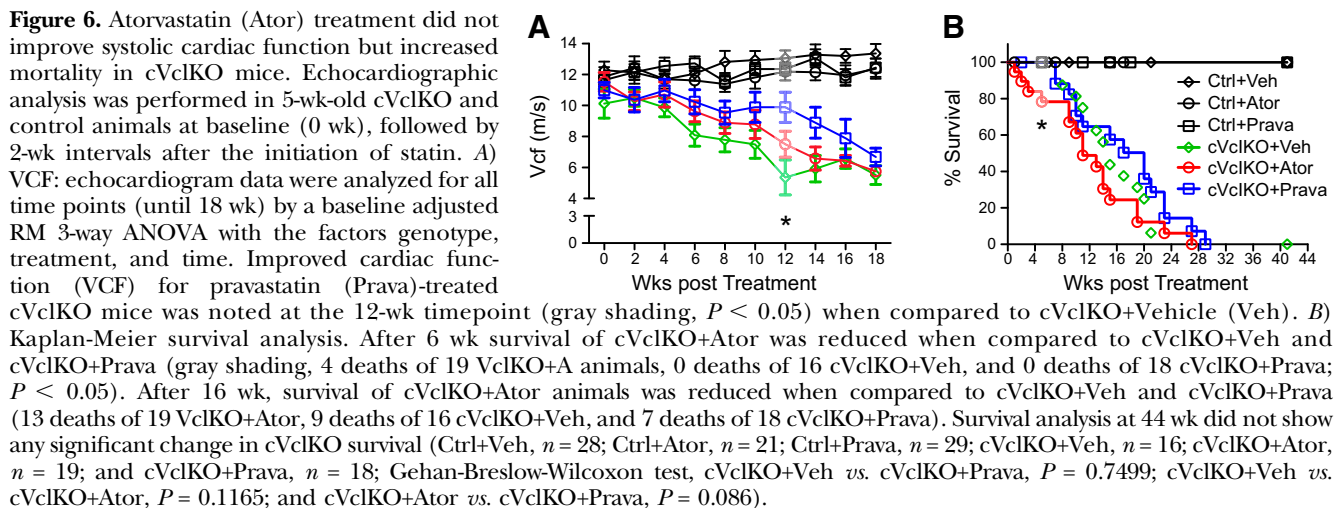 Figure 6. Atorvastatin (Ator) treatment did not
improve systolic cardiac function but increased
mortality in cVclKO mice. Echocardiographic
analysis was performed in 5-wk-old cVclKO and
control animals at baseline (0 wk), followed by
2-wk intervals after the initiation of statin. A)
VCF: echocardiogram data were analyzed for all
time points (until 18 wk) by a baseline adjusted
RM 3-way ANOVA with the factors genotype,
treatment, and time. Improved cardiac func-
tion (VCF) for pravastatin (Prava)-treated
cVclKO mice was noted at the 12-wk timepoint (gray shading, P < 0.05) when compared to cVclKO+Vehicle (Veh). B)
Kaplan-Meier survival analysis. After 6 wk survival of cVclKO+Ator was reduced when compared to cVclKO+Veh and
cVclKO+Prava (gray shading, 4 deaths of 19 VclKO+A animals, 0 deaths of 16 cVclKO+Veh, and 0 deaths of 18 cVclKO+Prava;
P < 0.05). After 16 wk, survival of cVclKO+Ator animals was reduced when compared to cVclKO+Veh and cVclKO+Prava
(13 deaths of 19 VclKO+Ator, 9 deaths of 16 cVclKO+Veh, and 7 deaths of 18 cVclKO+Prava). Survival analysis at 44 wk did not show
any significant change in cVclKO survival (Ctrl+Veh, n = 28; Ctrl+Ator, n = 21; Ctrl+Prava, n = 29; cVclKO+Veh, n = 16; cVclKO+Ator,
n = 19; and cVclKO+Prava, n = 18; Gehan-Breslow-Wilcoxon test, cVclKO+Veh vs. cVclKO+Prava, P = 0.7499; cVclKO+Veh vs.
cVclKO+Ator, P = 0.1165; and cVclKO+Ator vs. cVclKO+Prava, P = 0.086).
A
Vcf (m/s)
14
12
10
8
6
4
3
0
*
0 2 4 6 8 10 12 14 16 18
Wks post Treatment
B
% Survival
100
80
60
40
20
0
*
Ctrl+Veh
Ctrl+Ator
Ctrl+Prava
cVclKO+Veh
cVclKO+Ator
cVclKO+Prava
0 4 8 12 16 20 24 28 32 36 40 44
Wks post Treatment